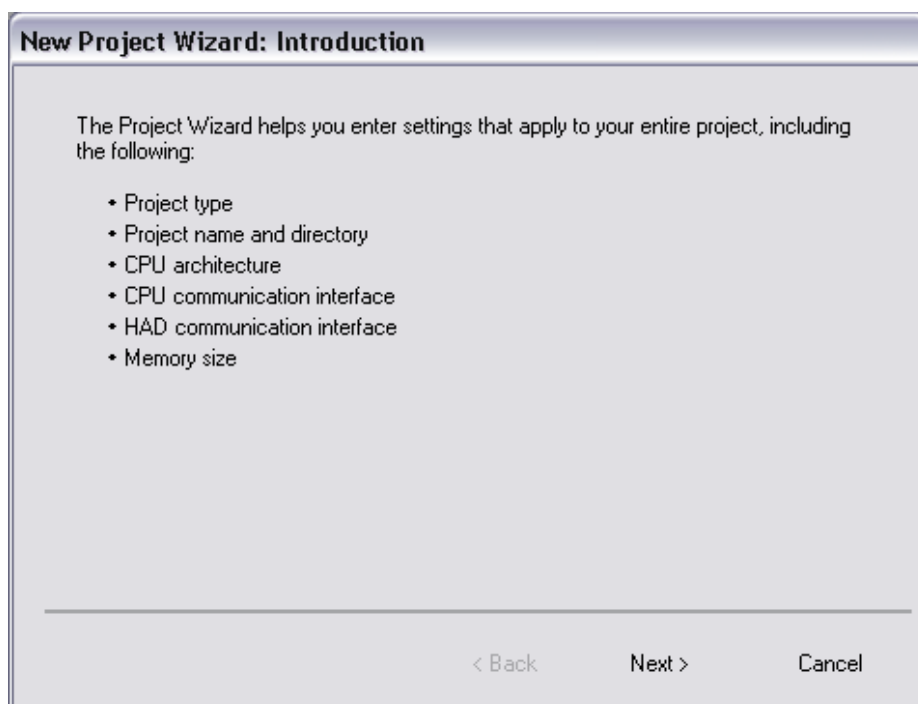 New Project Wizard: Introduction
The Project Wizard helps you enter settings that apply to your entire project, including
the following:
• Project type
• Project name and directory
• CPU architecture
• CPU communication interface
• HAD communication interface
• Memory size
< Back Next > Cancel